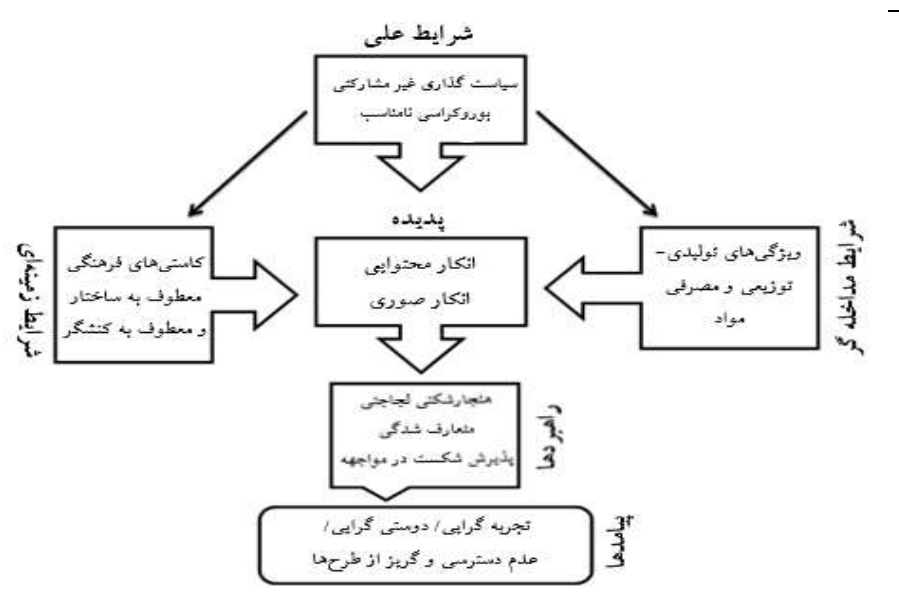 شرایط علی
سیاست گذاری غیر مشارکتی
بوروکراسی نامناسب
پدیده
انکار محتوایی
انکار صوری
شرایط مداخله گر
ویژگی‌های تولیدی-
توزیعی و مصرفی
مواد
شرایط زمینه‌ای
کاستی‌های فرهنگی
معطوف به ساختار
و معطوف به کنشگر
راهبردها
هنجارشکنی لجاجتی
متعارف شدگی
پذیرش شکست در مواجهه
پیامدها
تجربه گرایی/ دوستی گرایی/
عدم دسترسی و گریز از طرح‌ها